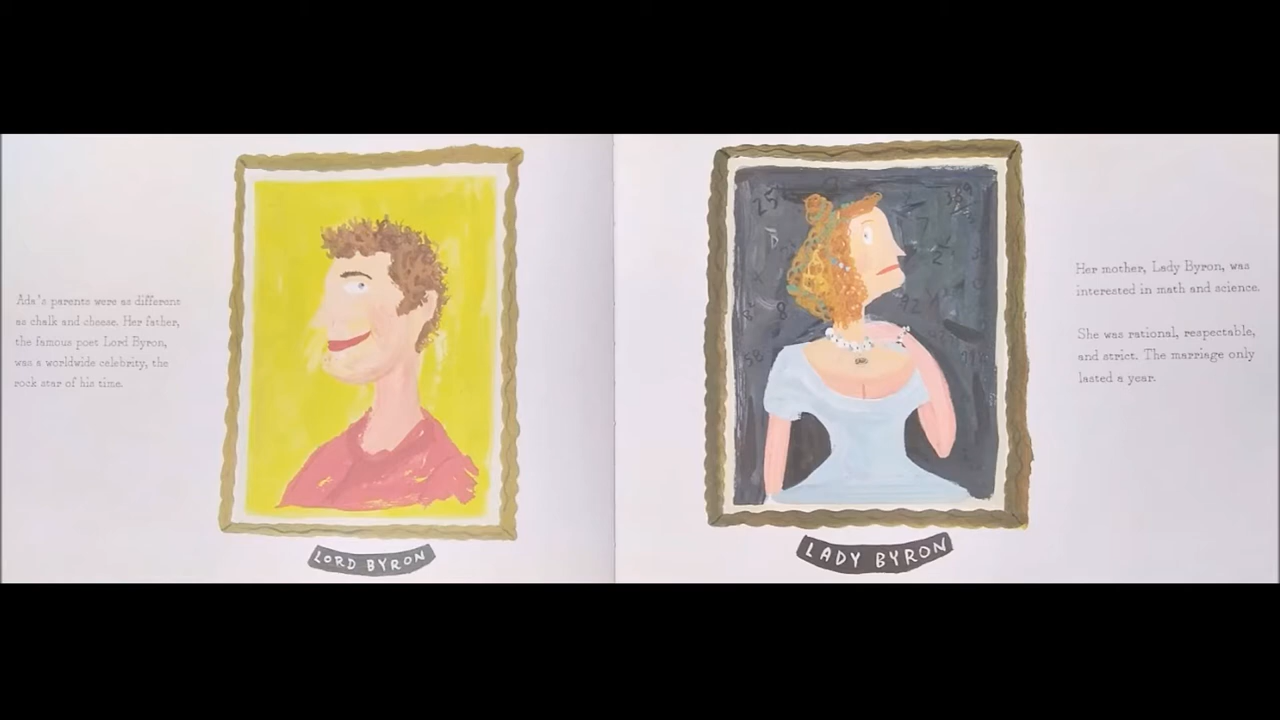 Ada's parents were as different
as chalk and cheese. Her father,
the famous poet Lord Byron,
was a worldwide celebrity, the
rock star of his time.
LORD BYRON
25
389
LADY BYRON
Her mother, Lady Byron, was
interested in math and science.
She was rational, respectable,
and strict. The marriage only
lasted a year.